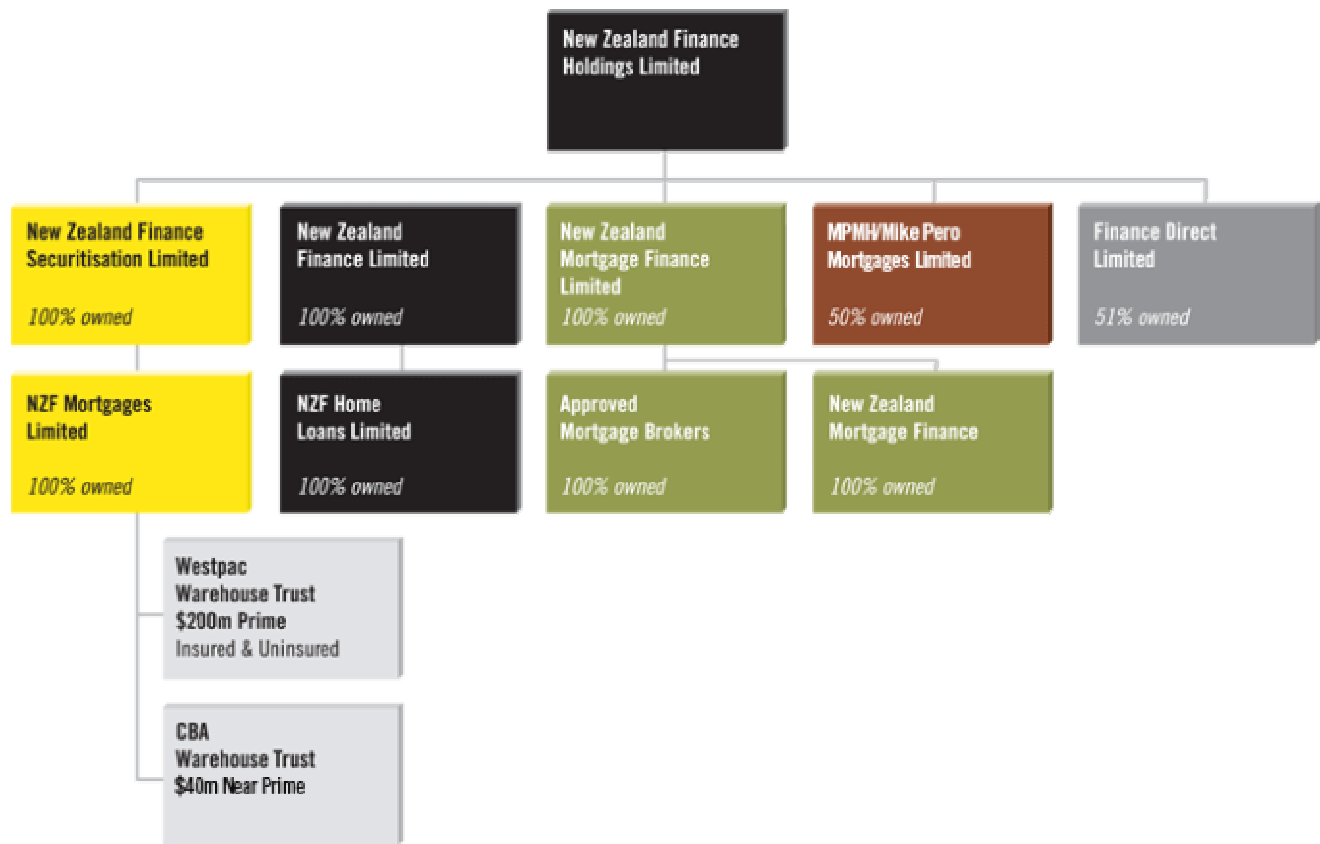 New Zealand Finance
Holdings Limited
New Zealand Finance
Securitisation Limited
100% owned
New Zealand
Finance Limited
100% owned
New Zealand
Mortgage Finance
Limited
100% owned
MPMH/Mike Pero
Mortgages Limited
50% owned
Finance Direct
Limited
51% owned
NZF Mortgages
Limited
100% owned
NZF Home
Loans Limited
100% owned
Approved
Mortgage Brokers
100% owned
New Zealand
Mortgage Finance
100% owned
Westpac
Warehouse Trust
$200m Prime
Insured & Uninsured
CBA
Warehouse Trust
$40m Near Prime